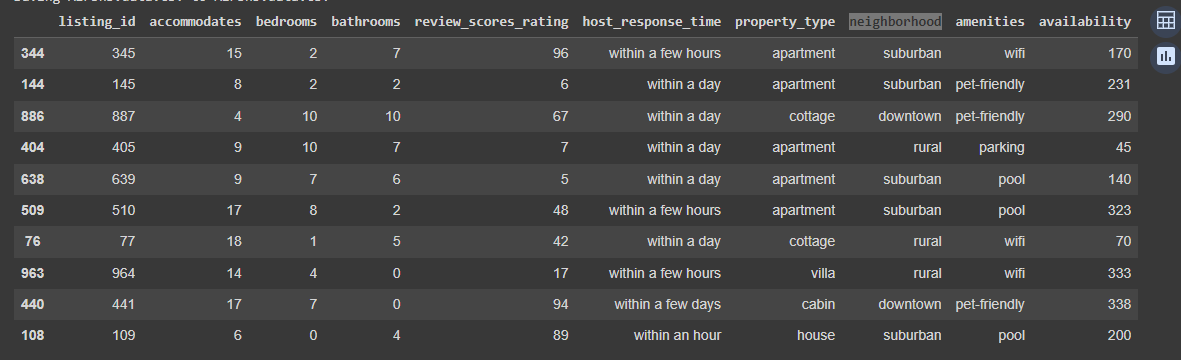 listing_id accommodates bedrooms bathrooms review_scores_rating host_response_time property_type neighborhood amenities availability
344 345 15 2 7 96 within a few hours apartment suburban wifi 170
144 145 8 2 2 6 within a day apartment suburban pet-friendly 231
886 887 4 10 10 67 within a day cottage downtown pet-friendly 290
404 405 9 10 7 7 within a day apartment rural parking 45
638 639 9 7 6 5 within a day apartment suburban pool 140
509 510 17 8 2 48 within a few hours apartment suburban pool 323
76 77 18 1 5 42 within a day cottage rural wifi 70
963 964 14 4 0 17 within a few hours villa rural wifi 333
440 441 17 7 0 94 within a few days cabin downtown pet-friendly 338
108 109 6 0 4 89 within an hour house suburban pool 200